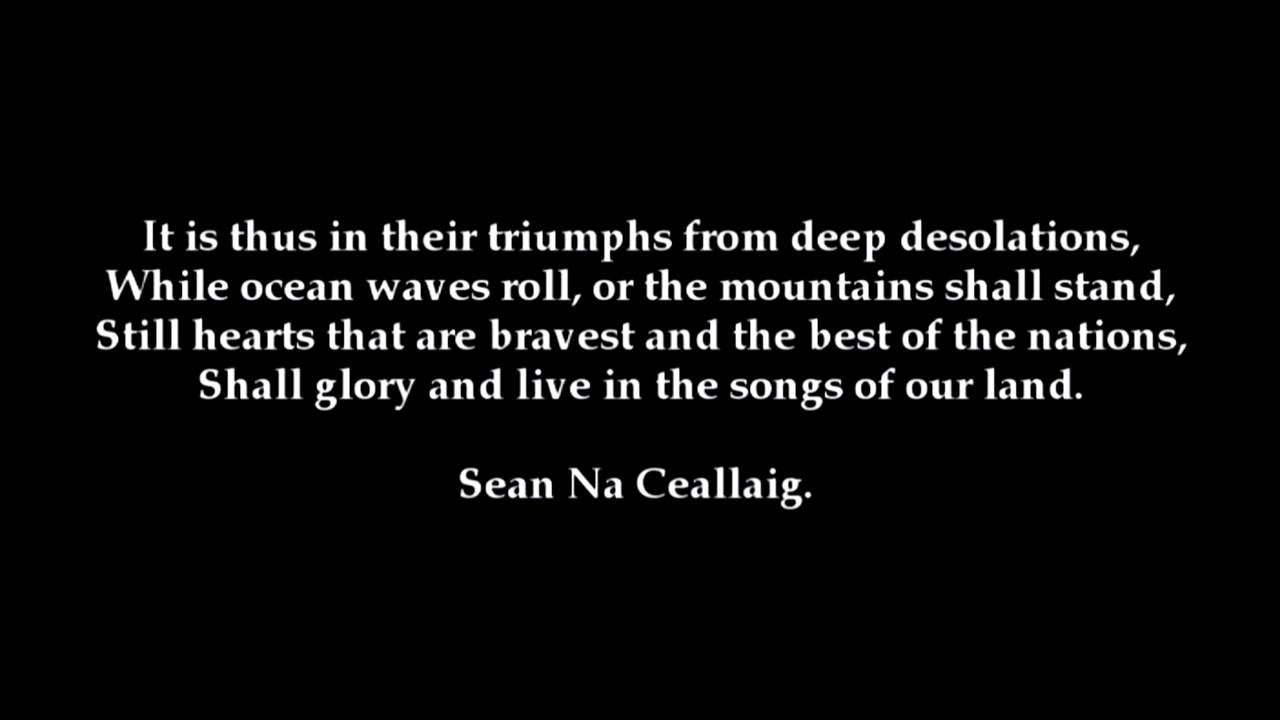 It is thus in their triumphs from deep desolations,
While ocean waves roll, or the mountains shall stand,
Still hearts that are bravest and the best of the nations,
Shall glory and live in the songs of our land.
Sean Na Ceallaig.